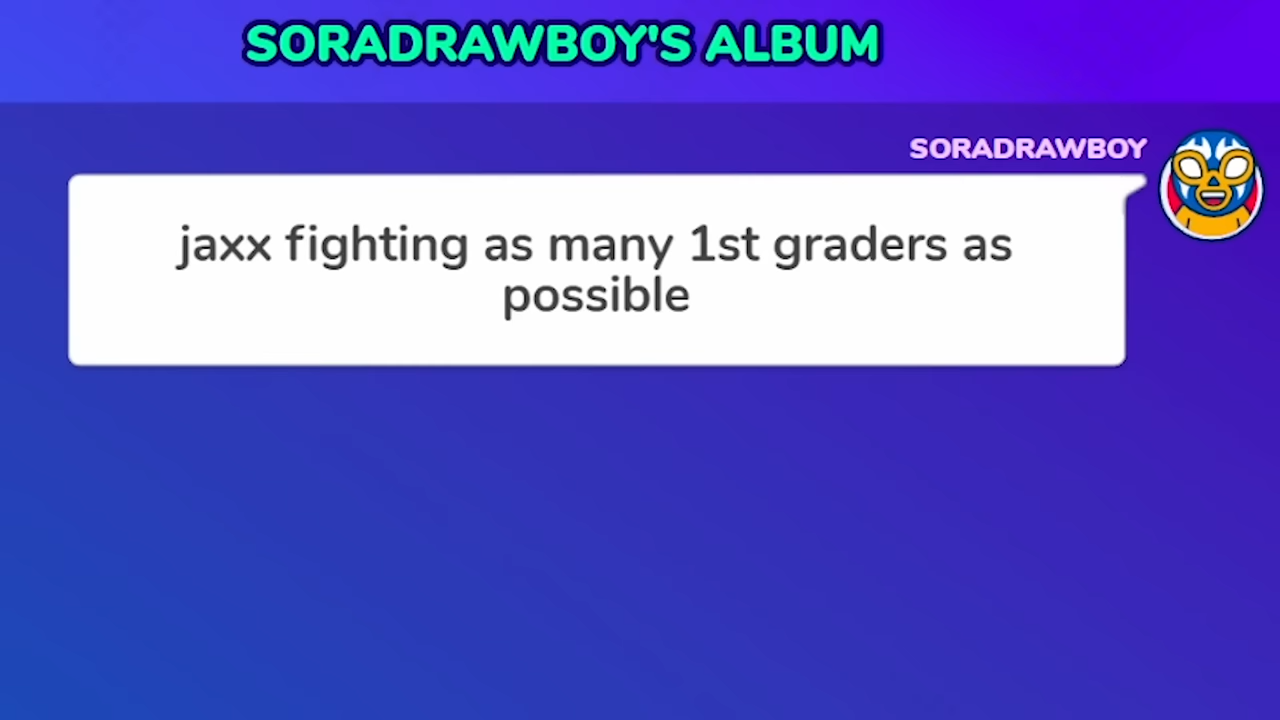 SORADRAWBOY'S ALBUM
SORADRAWBOY
jaxx fighting as many 1st graders as
possible